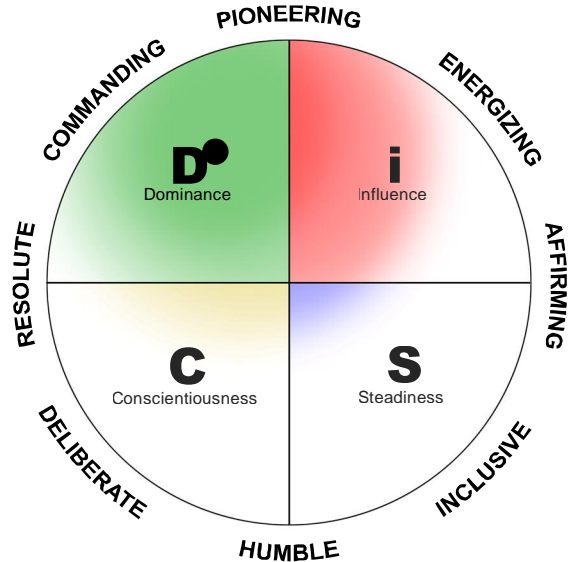 PIONEERING
COMMANDING
ENERGIZING
D
Dominance
i
Influence
RESOLUTE
AFFIRMING
C
Conscientiousness
S
Steadiness
DELIBERATE
INCLUSIVE
HUMBLE